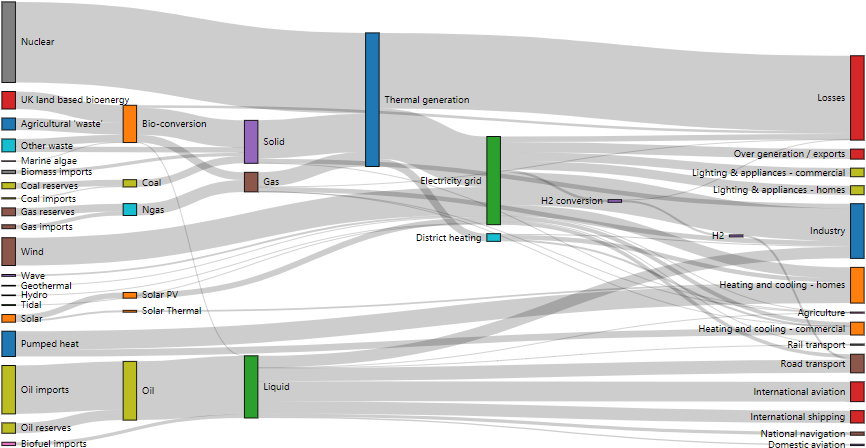 Nuclear
UK land based bioenergy
Agricultural 'waste'
Other waste
Marine algae
Biomass imports
Coal reserves
Coal imports
Gas reserves
Gas imports
Wind
Wave
Geothermal
Hydro
Tidal
Solar
Pumped heat
Oil imports
Oil reserves
Biofuel imports
Bio-conversion
Coal
Ngas
Solar PV
Solar Thermal
Oil
Solid
Gas
Liquid
Thermal generation
Electricity grid
District heating
H2 conversion
H2
Losses
Over generation / exports
Lighting & appliances - commercial
Lighting & appliances - homes
Industry
Heating and cooling - homes
Agriculture
Heating and cooling - commercial
Rail transport
Road transport
International aviation
International shipping
National navigation
Domestic aviation